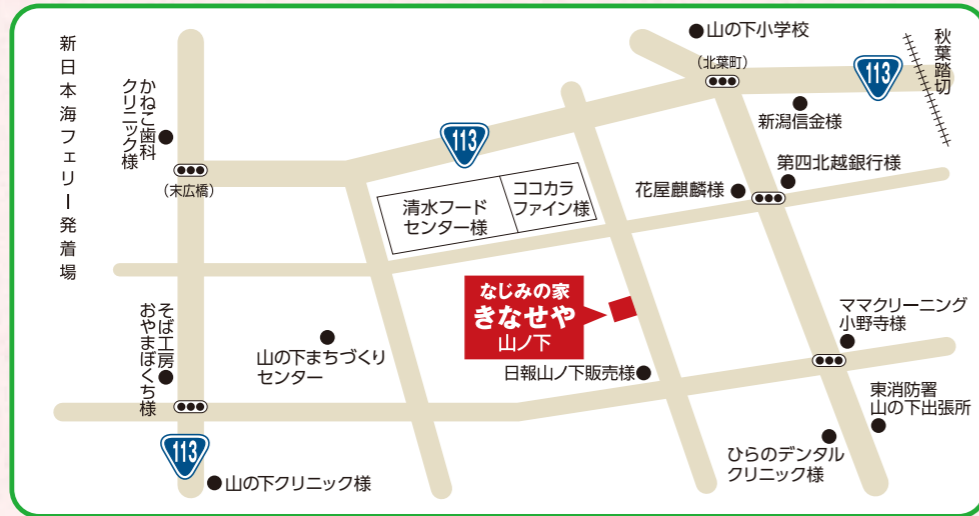 新日本海フェリー発着場
かねこ歯科
クリニック様
(末広橋)
113
山の下小学校
(北葉町)
113
秋葉踏切
新潟信金様
第四北越銀行様
花屋麒麟様
清水フード
センター様
ココカラ
ファイン様
なじみの家
きなせや
山ノ下
ママクリーニング
小野寺様
そば工房
おやまぼくち様
山の下まちづくり
センター
日報山ノ下販売様
東消防署
山の下出張所
ひらのデンタル
クリニック様
113
山の下クリニック様